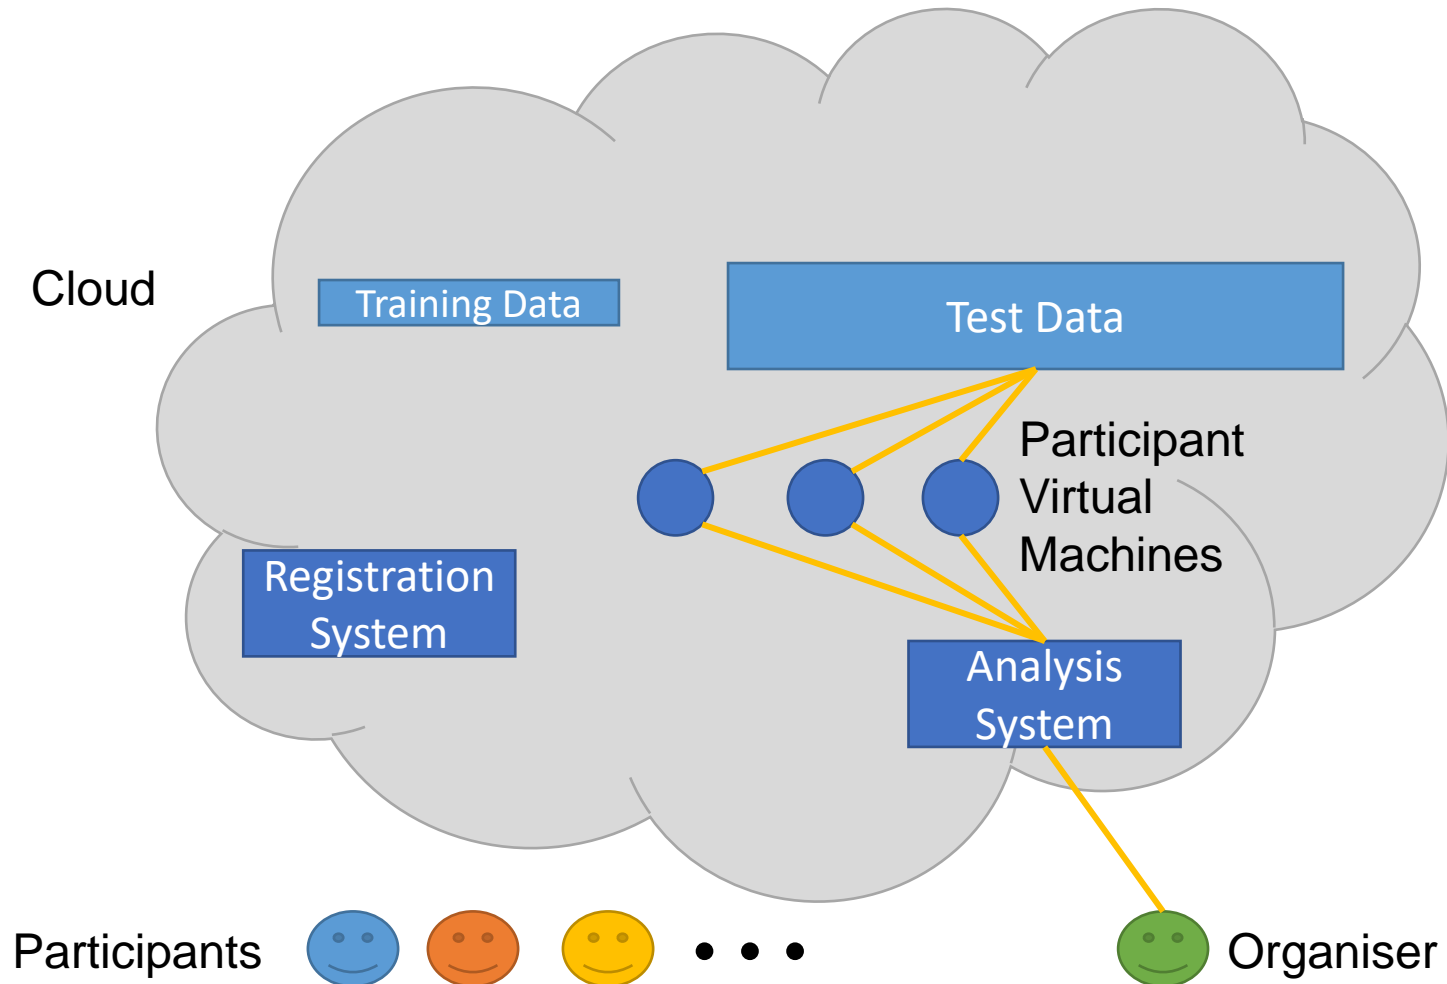 Cloud
Training Data
Test Data
Participant
Virtual
Machines
Registration
System
Analysis
System
Participants
Organiser